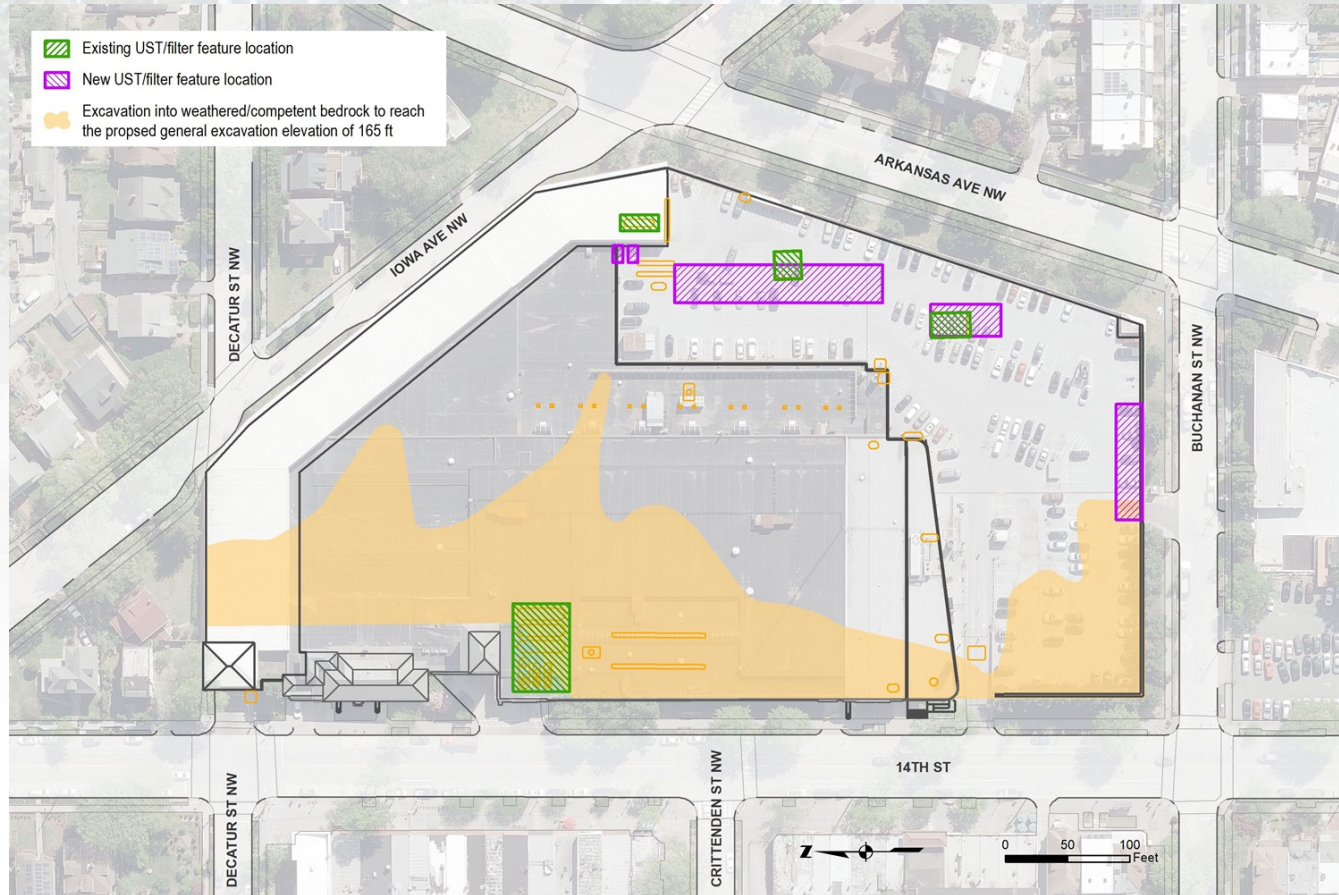 Existing UST/filter feature location
New UST/filter feature location
Excavation into weathered/competent bedrock to reach
the propsed general excavation elevation of 165 ft
ARKANSAS AVE NW
IOWA AVE NW
DECATUR ST NW
BUCHANAN ST NW
14TH ST
DECATUR ST NW
CRITTENDEN ST NW
Z
0 50 100
Feet